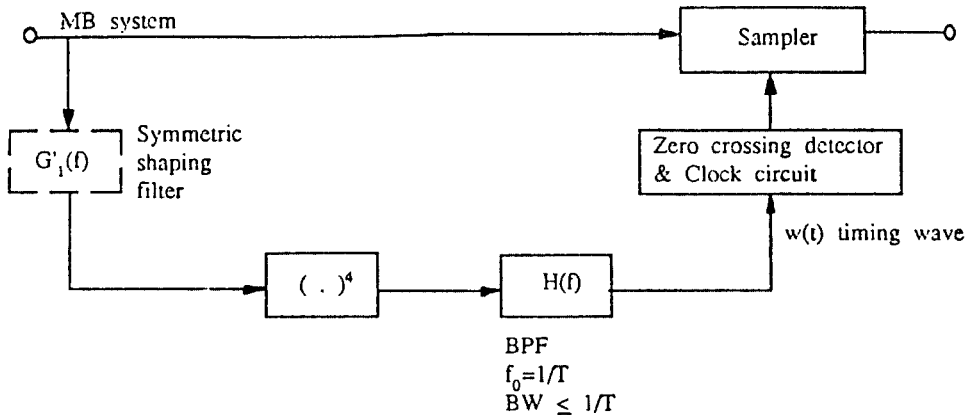 MB system
Sampler
G'₁(f)
Symmetric
shaping
filter
Zero crossing detector
& Clock circuit
w(t) timing wave
( . )⁴
H(f)
BPF
f₀=1/T
BW ≤ 1/T